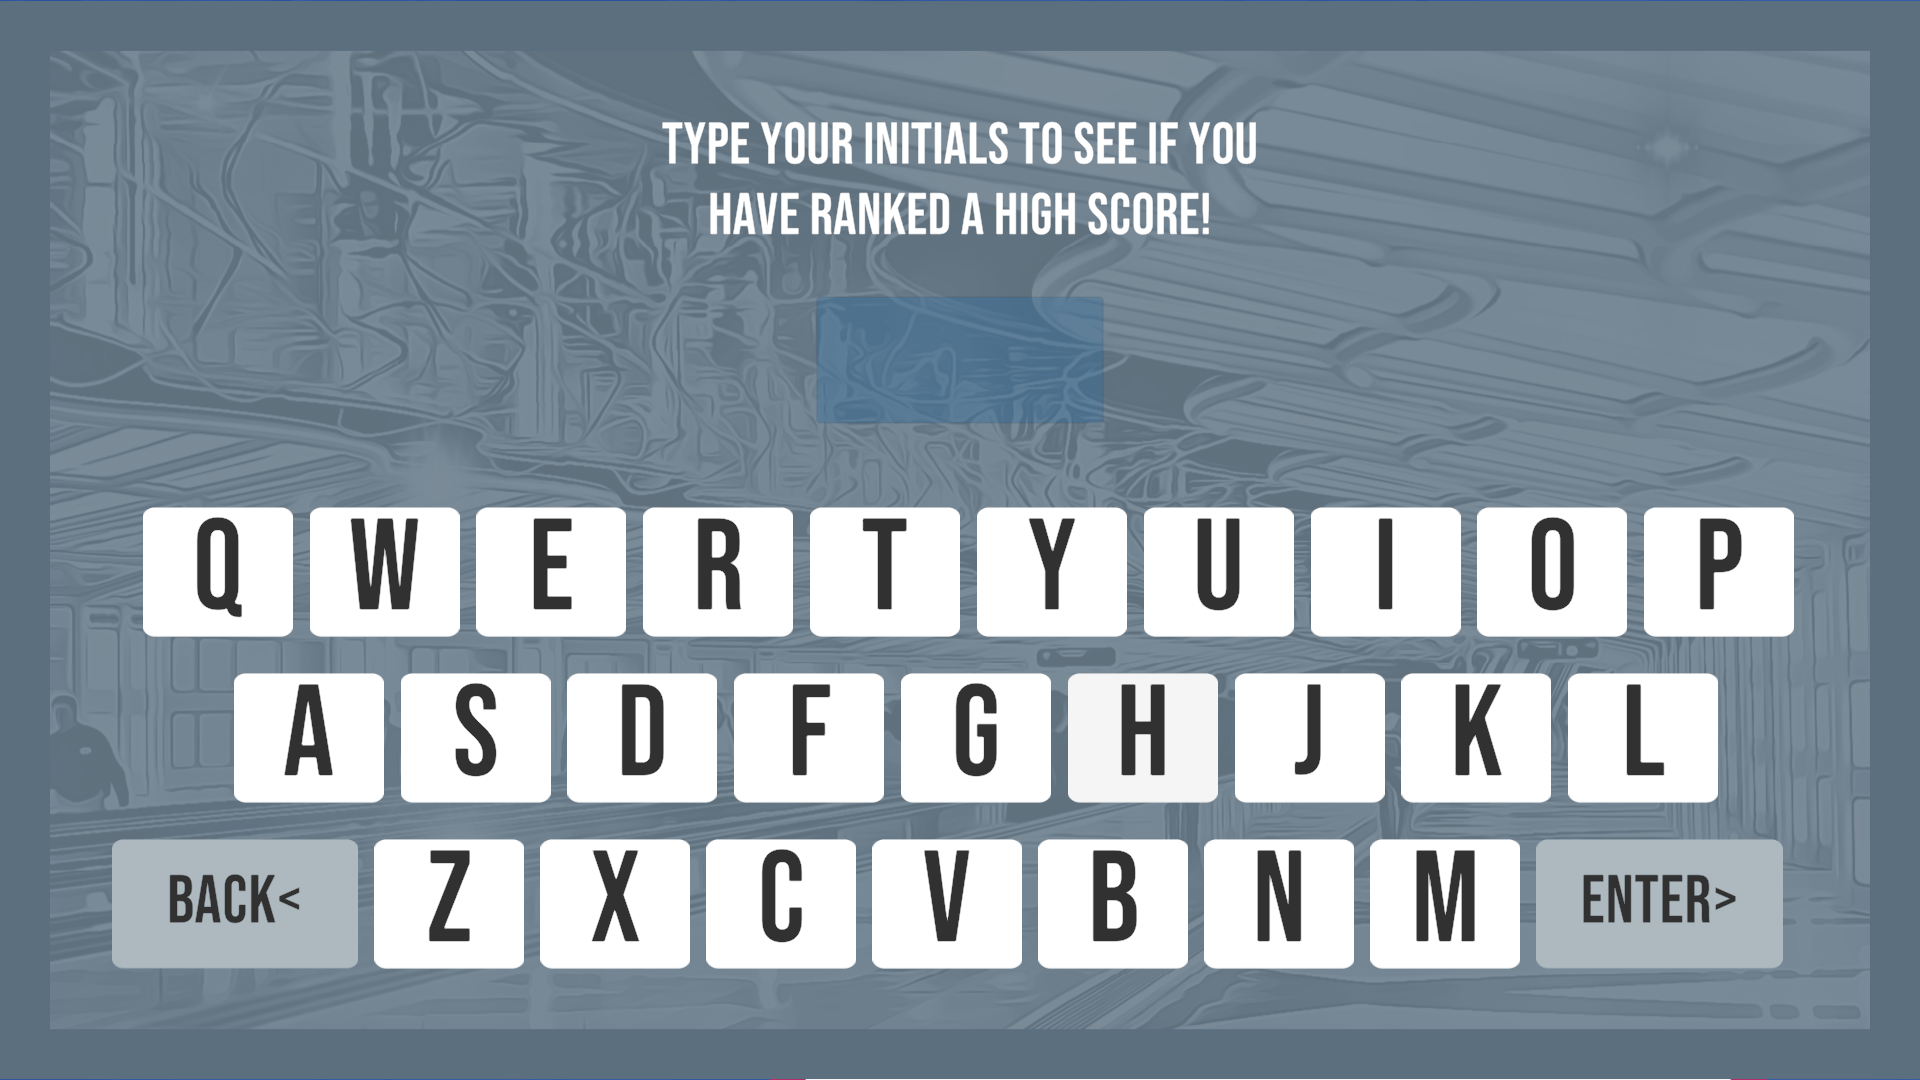 TYPE YOUR INITIALS TO SEE IF YOU
HAVE RANKED A HIGH SCORE!
Q W E R T Y U I O P
A S D F G H J K L
BACK< Z X C V B N M ENTER>